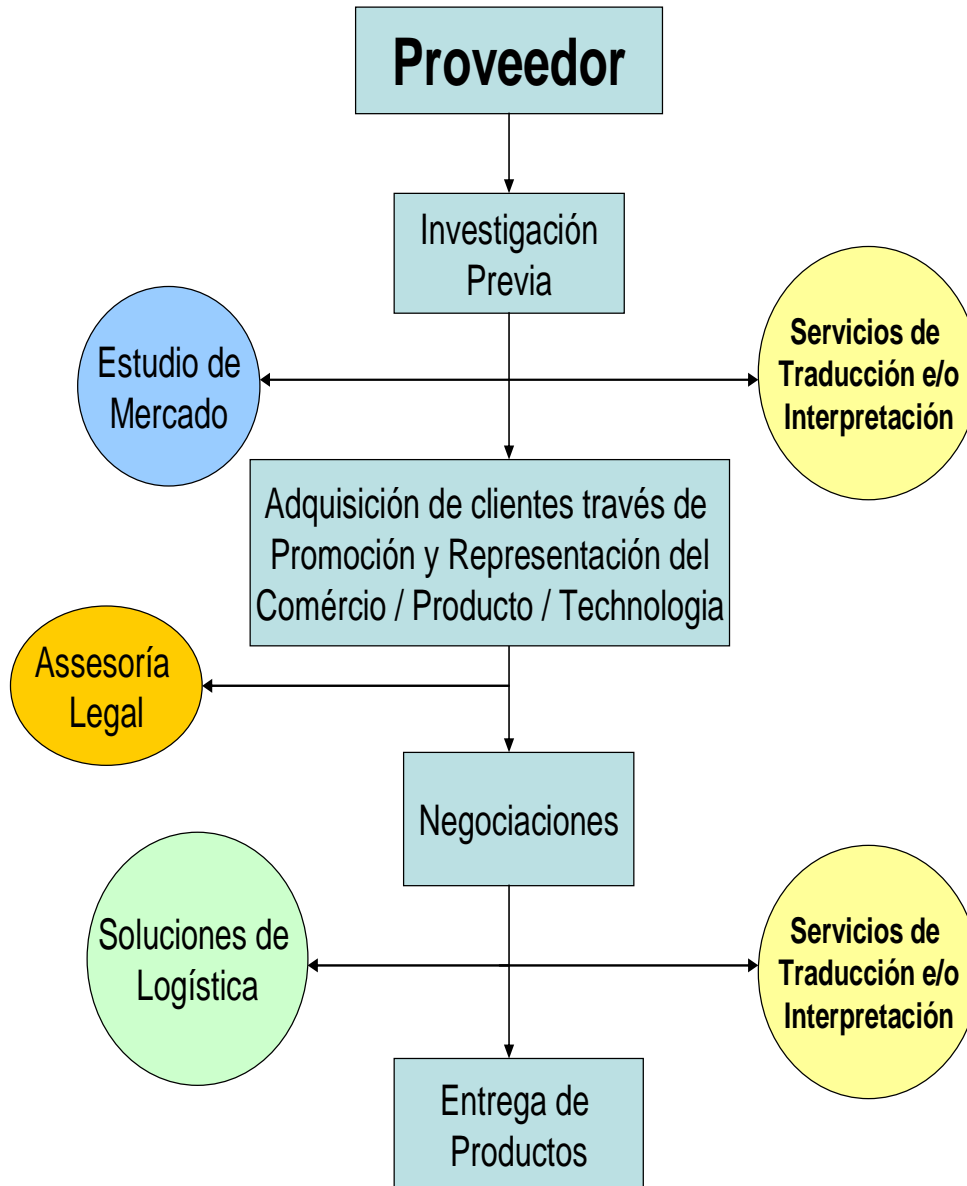 Proveedor
Investigación
Previa
Estudio de
Mercado
Servicios de
Traducción e/o
Interpretación
Adquisición de clientes través de
Promoción y Representación del
Comércio / Producto / Technologia
Assesoría
Legal
Negociaciones
Soluciones de
Logística
Servicios de
Traducción e/o
Interpretación
Entrega de
Productos